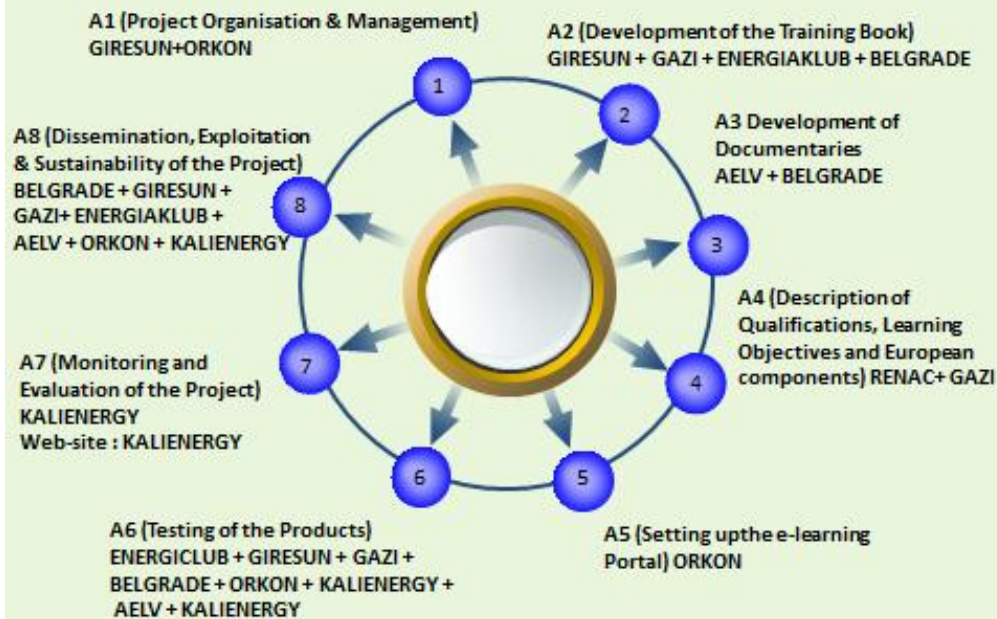 A1 (Project Organisation & Management)
GIRESUN+ORKON
1
A2 (Development of the Training Book)
GIRESUN + GAZI + ENERGIAKLUB + BELGRADE
2
A3 Development of
Documentaries
AELV + BELGRADE
3
A4 (Description of
Qualifications, Learning
Objectives and European
components) RENAC+ GAZI
4
A5 (Setting upthe e-learning
Portal) ORKON
5
A6 (Testing of the Products)
ENERGICLUB + GIRESUN + GAZI +
BELGRADE + ORKON + KALIENERGY +
AELV + KALIENERGY
6
A7 (Monitoring and
Evaluation of the Project)
KALIENERGY
Web-site : KALIENERGY
7
A8 (Dissemination, Exploitation
& Sustainability of the Project)
BELGRADE + GIRESUN +
GAZI+ ENERGIAKLUB +
AELV + ORKON + KALIENERGY
8